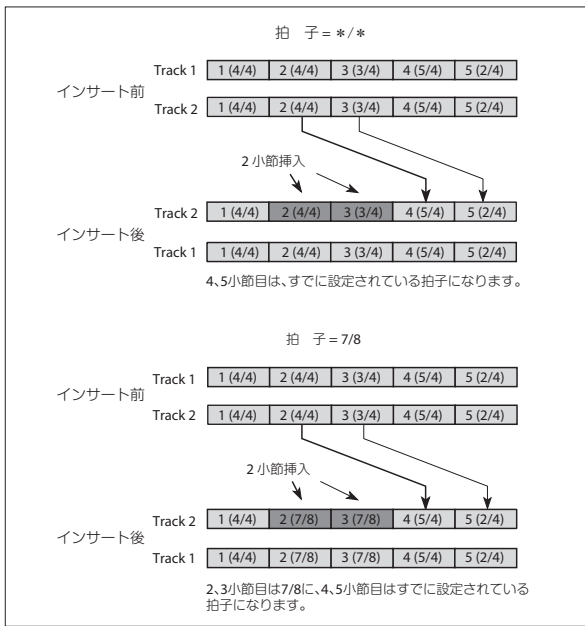 拍 子 = */*
インサート前
Track 1 1 (4/4) 2 (4/4) 3 (3/4) 4 (5/4) 5 (2/4)
Track 2 1 (4/4) 2 (4/4) 3 (3/4) 4 (5/4) 5 (2/4)
2 小節挿入
インサート後
Track 2 1 (4/4) 2 (4/4) 3 (3/4) 4 (5/4) 5 (2/4)
Track 1 1 (4/4) 2 (4/4) 3 (3/4) 4 (5/4) 5 (2/4)
4、5小節目は、すでに設定されている拍子になります。
拍 子 = 7/8
インサート前
Track 1 1 (4/4) 2 (4/4) 3 (3/4) 4 (5/4) 5 (2/4)
Track 2 1 (4/4) 2 (4/4) 3 (3/4) 4 (5/4) 5 (2/4)
2 小節挿入
インサート後
Track 2 1 (4/4) 2 (7/8) 3 (7/8) 4 (5/4) 5 (2/4)
Track 1 1 (4/4) 2 (7/8) 3 (7/8) 4 (5/4) 5 (2/4)
2、3小節目は7/8に、4、5小節目はすでに設定されている
拍子になります。